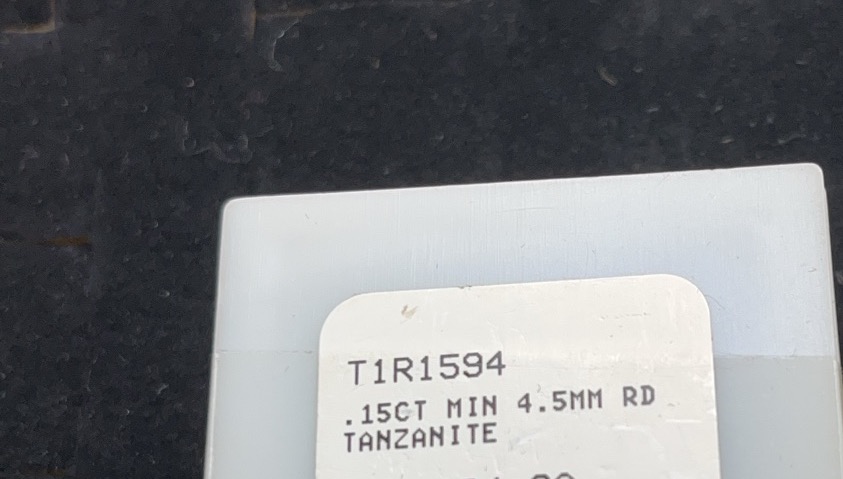 T1R1594
.15CT MIN 4.5MM RD
TANZANITE